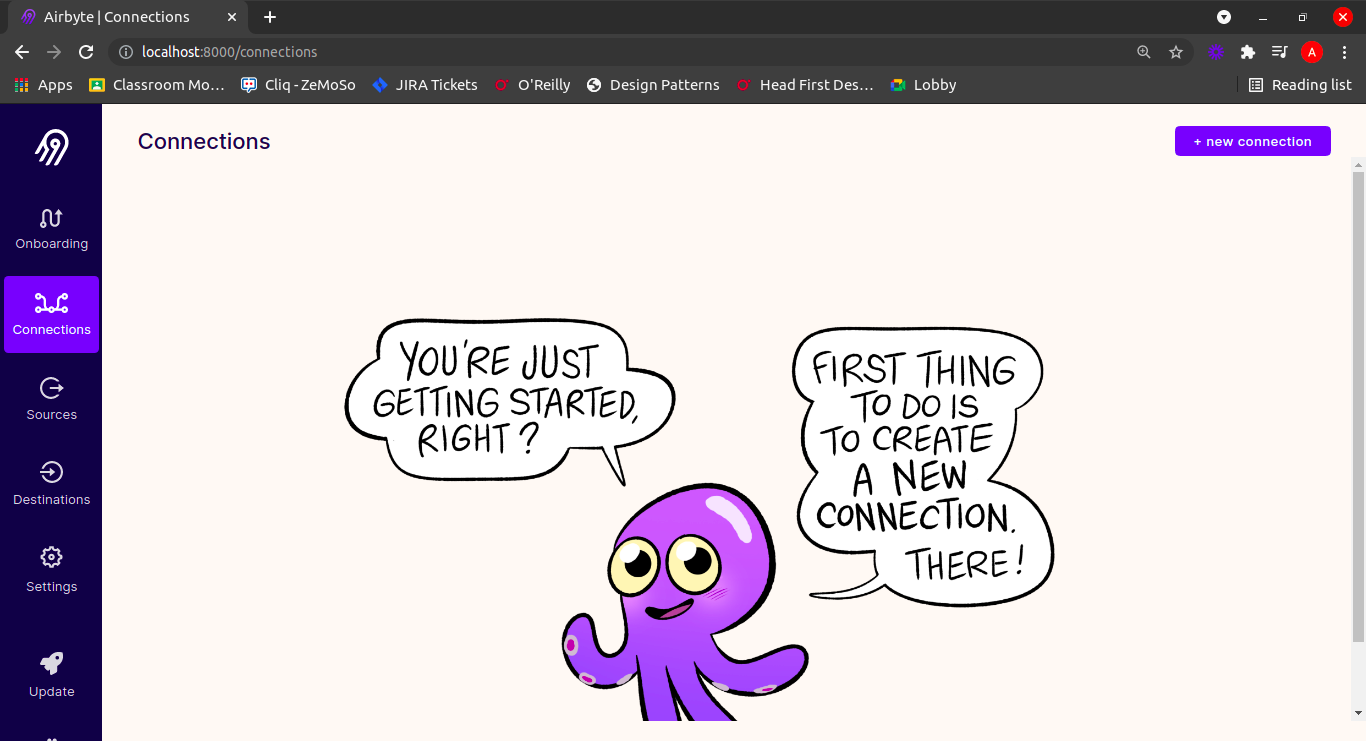 Airbyte | Connections
localhost:8000/connections
A
Apps
Classroom Mo…
Cliq - ZeMoSo
JIRA Tickets
O'Reilly
Design Patterns
Head First Des…
Lobby
Reading list
Connections
+ new connection
Onboarding
Connections
Sources
Destinations
Settings
Update
YOU'RE JUST
GETTING STARTED,
RIGHT?
FIRST THING
TO DO IS
TO CREATE
A NEW
CONNECTION.
THERE!